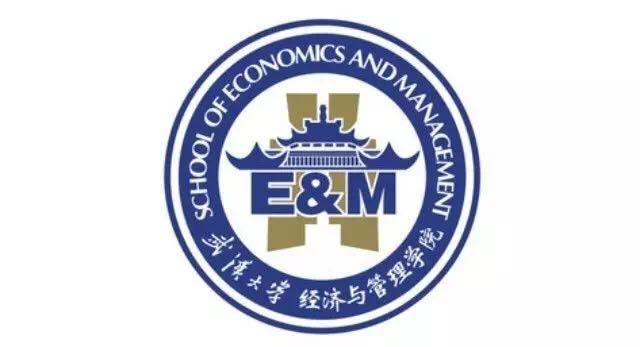 SCHOOL OF ECONOMICS AND MANAGEMENT
E&M
武汉大学 经济与管理学院